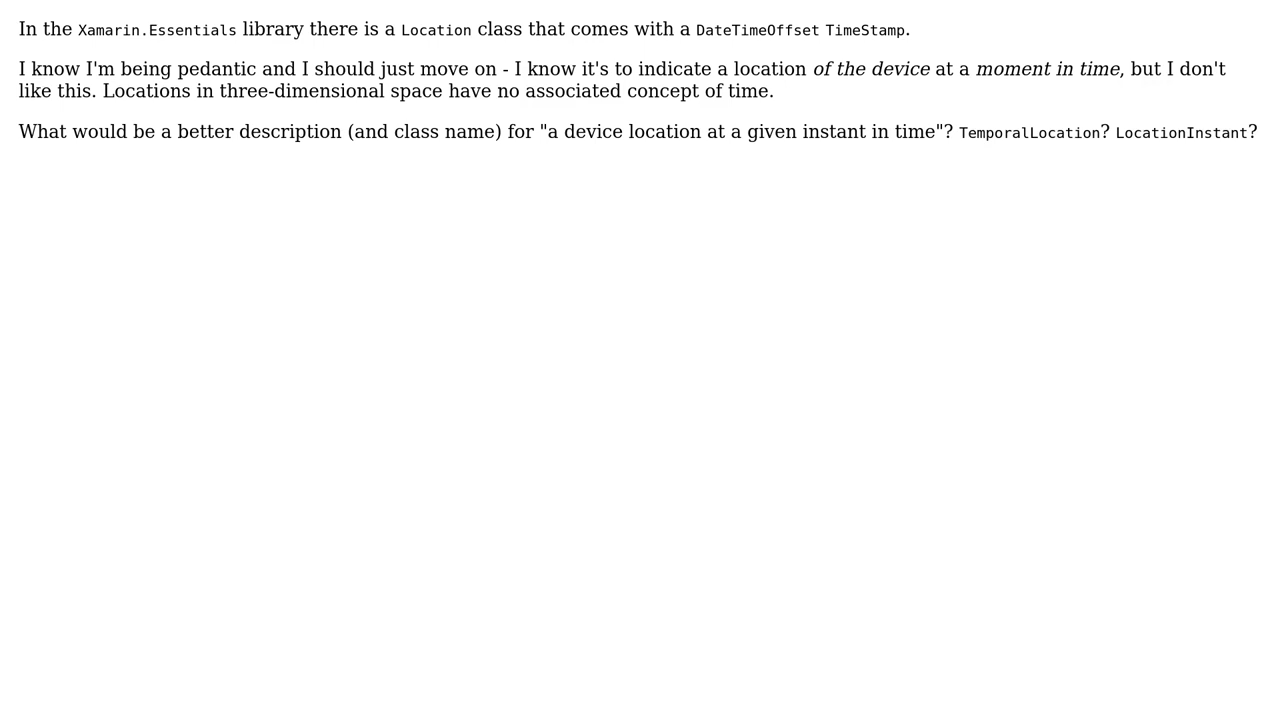 In the Xamarin.Essentials library there is a Location class that comes with a DateTimeOffset TimeStamp.
I know I'm being pedantic and I should just move on - I know it's to indicate a location of the device at a moment in time, but I don't
like this. Locations in three-dimensional space have no associated concept of time.
What would be a better description (and class name) for "a device location at a given instant in time"? TemporalLocation? LocationInstant?